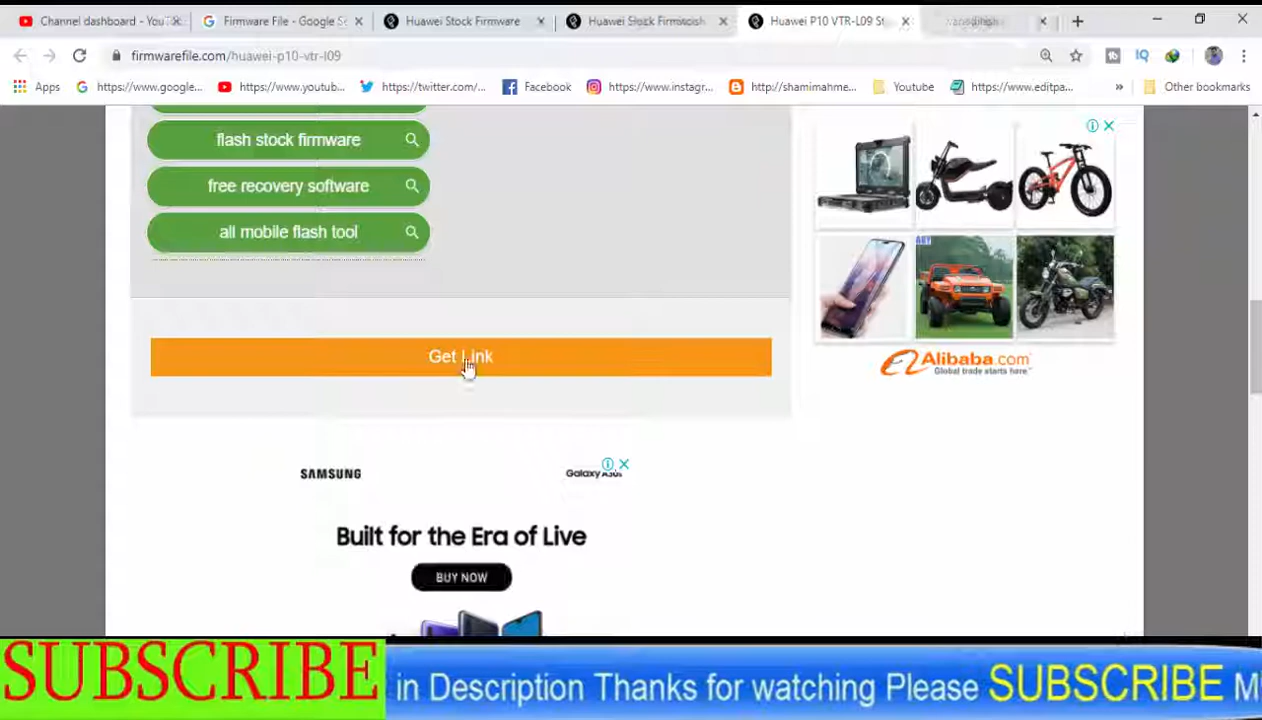 Channel dashboard - YouT
Firmware File - Google Se
Huawei Stock Firmware
Huawei Stock Firmware
Huawei P10 VTR-L09 St
firmwarefile.com/huawei-p10-vtr-l09
IQ
Apps
https://www.google...
https://www.youtub...
https://twitter.com/...
Facebook
https://www.instagr...
http://shamimahme...
Youtube
https://www.editpa...
»
Other bookmarks
flash stock firmware
free recovery software
all mobile flash tool
Get Link
Alibaba.com
Global trade starts here.
SAMSUNG
Galaxy A30s
Built for the Era of Live
BUY NOW
SUBSCRIBE
in Description Thanks for watching Please SUBSCRIBE M